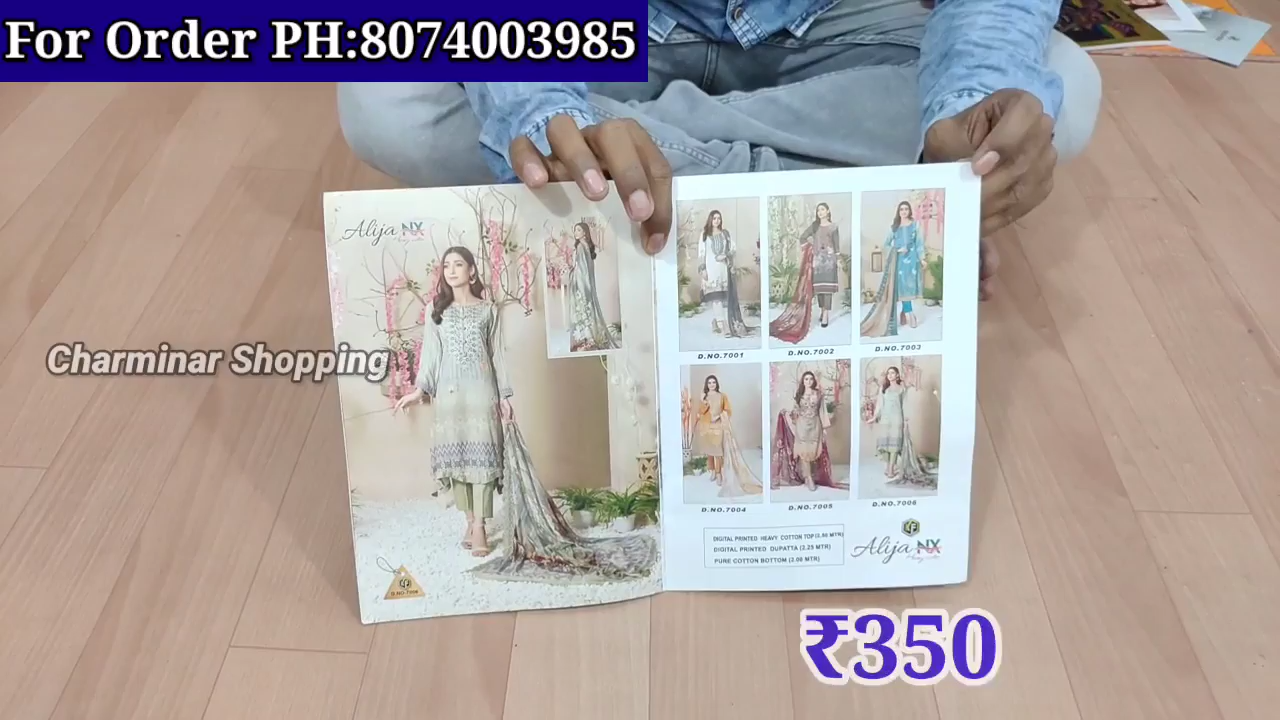 For Order PH:8074003985
Alija NX
Charminar Shopping
D.NO.7001
D.NO.7002
D.NO.7003
D.NO.7004
D.NO.7005
D.NO.7006
DIGITAL PRINTED HEAVY COTTON TOP (2.50 MTR)
DIGITAL PRINTED DUPATTA (2.25 MTR)
PURE COTTON BOTTOM (2.00 MTR)
Alija NX
D.NO-7006
₹350